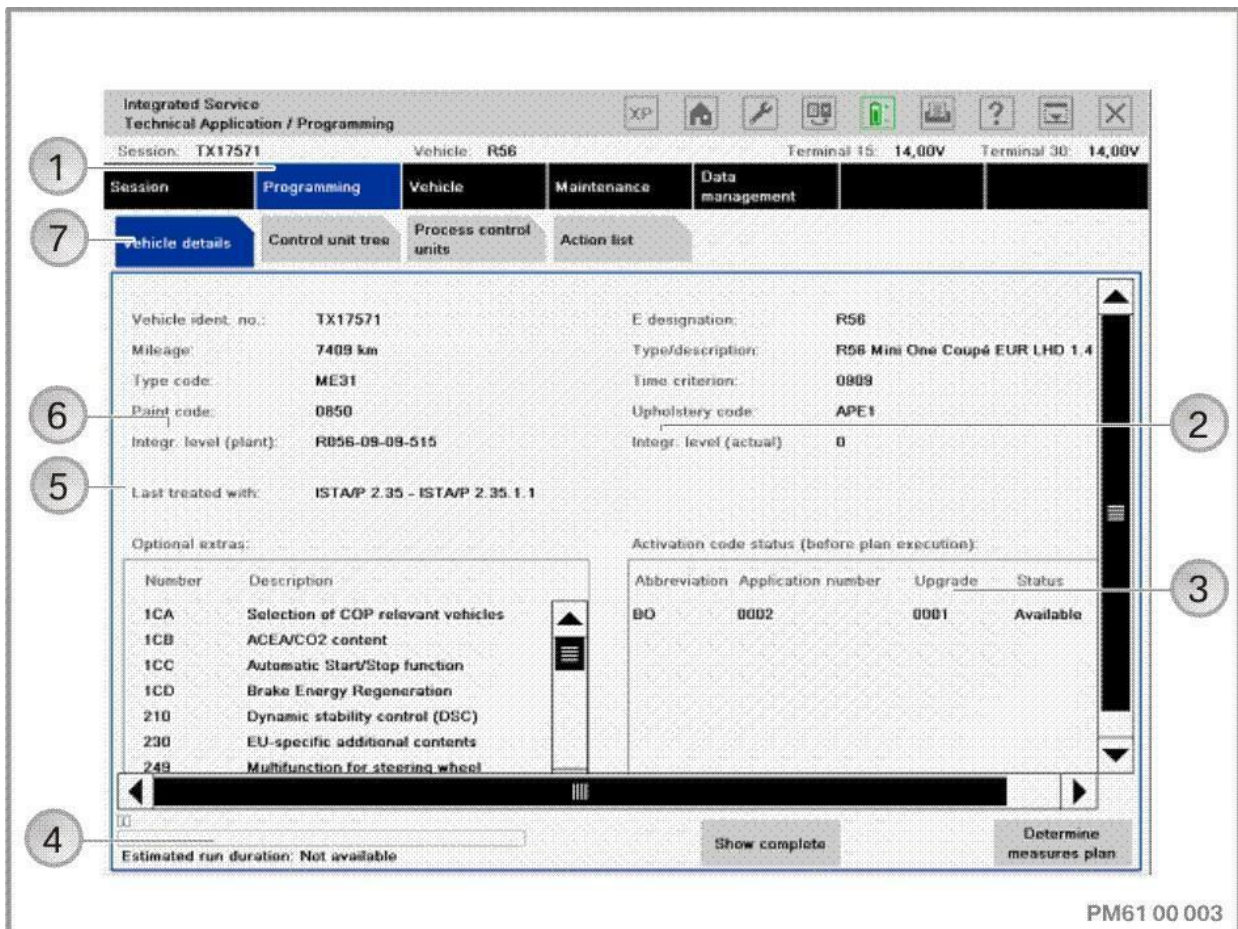 Integrated Service
Technical Application / Programming
XP
?
Session: TX17571 Vehicle: R56 Terminal 15: 14,00V Terminal 30: 14,00V
1
Session Programming Vehicle Maintenance Data management
7
Vehicle details Control unit tree Process control units Action list
Vehicle ident. no.: TX17571 E designation: R56
Mileage: 7409 km Type/description: R56 Mini One Coupé EUR LHD 1.4
Type code: ME31 Time criterion: 0909
6
Paint code: 0850 Upholstery code: APE1
2
Integr. level (plant): R056-09-09-515 Integr. level (actual) 0
5
Last treated with: ISTA/P 2.35 - ISTA/P 2.35.1.1
Optional extras: Activation code status (before plan execution):
Number Description Abbreviation Application number Upgrade Status
3
1CA Selection of COP relevant vehicles BO 0002 0001 Available
1CB ACEA/CO2 content
1CC Automatic Start/Stop function
1CD Brake Energy Regeneration
210 Dynamic stability control (DSC)
230 EU-specific additional contents
249 Multifunction for steering wheel
4
Estimated run duration: Not available
Show complete
Determine measures plan
PM61 00 003